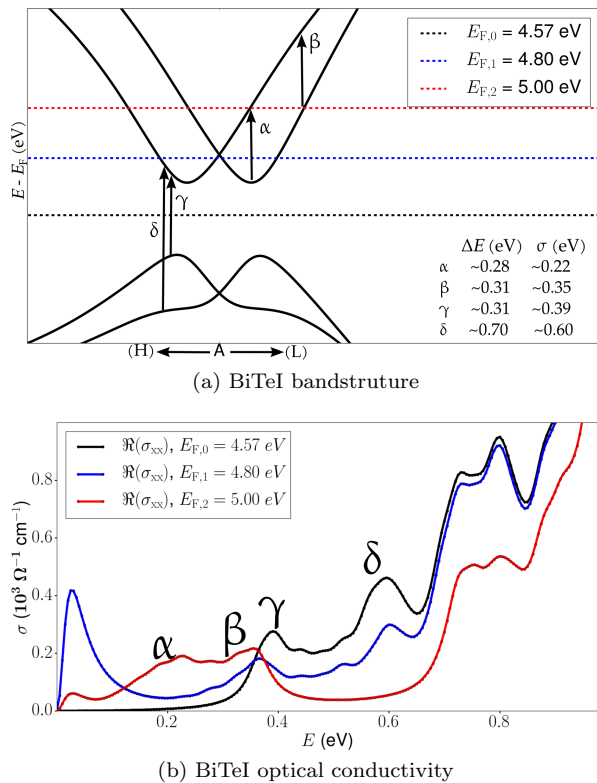 E_F,0 = 4.57 eV
E_F,1 = 4.80 eV
E_F,2 = 5.00 eV
E - E_F (eV)
β
α
γ
δ
ΔE (eV) σ (eV)
α ~0.28 ~0.22
β ~0.31 ~0.35
γ ~0.31 ~0.39
δ ~0.70 ~0.60
(H) A (L)
(a) BiTeI bandstruture
ℜ(σ_xx), E_F,0 = 4.57 eV
ℜ(σ_xx), E_F,1 = 4.80 eV
ℜ(σ_xx), E_F,2 = 5.00 eV
σ (10³ Ω⁻¹ cm⁻¹)
0.8
0.6
0.4
0.2
0.0
α
β
γ
δ
0.2 0.4 0.6 0.8
E (eV)
(b) BiTeI optical conductivity